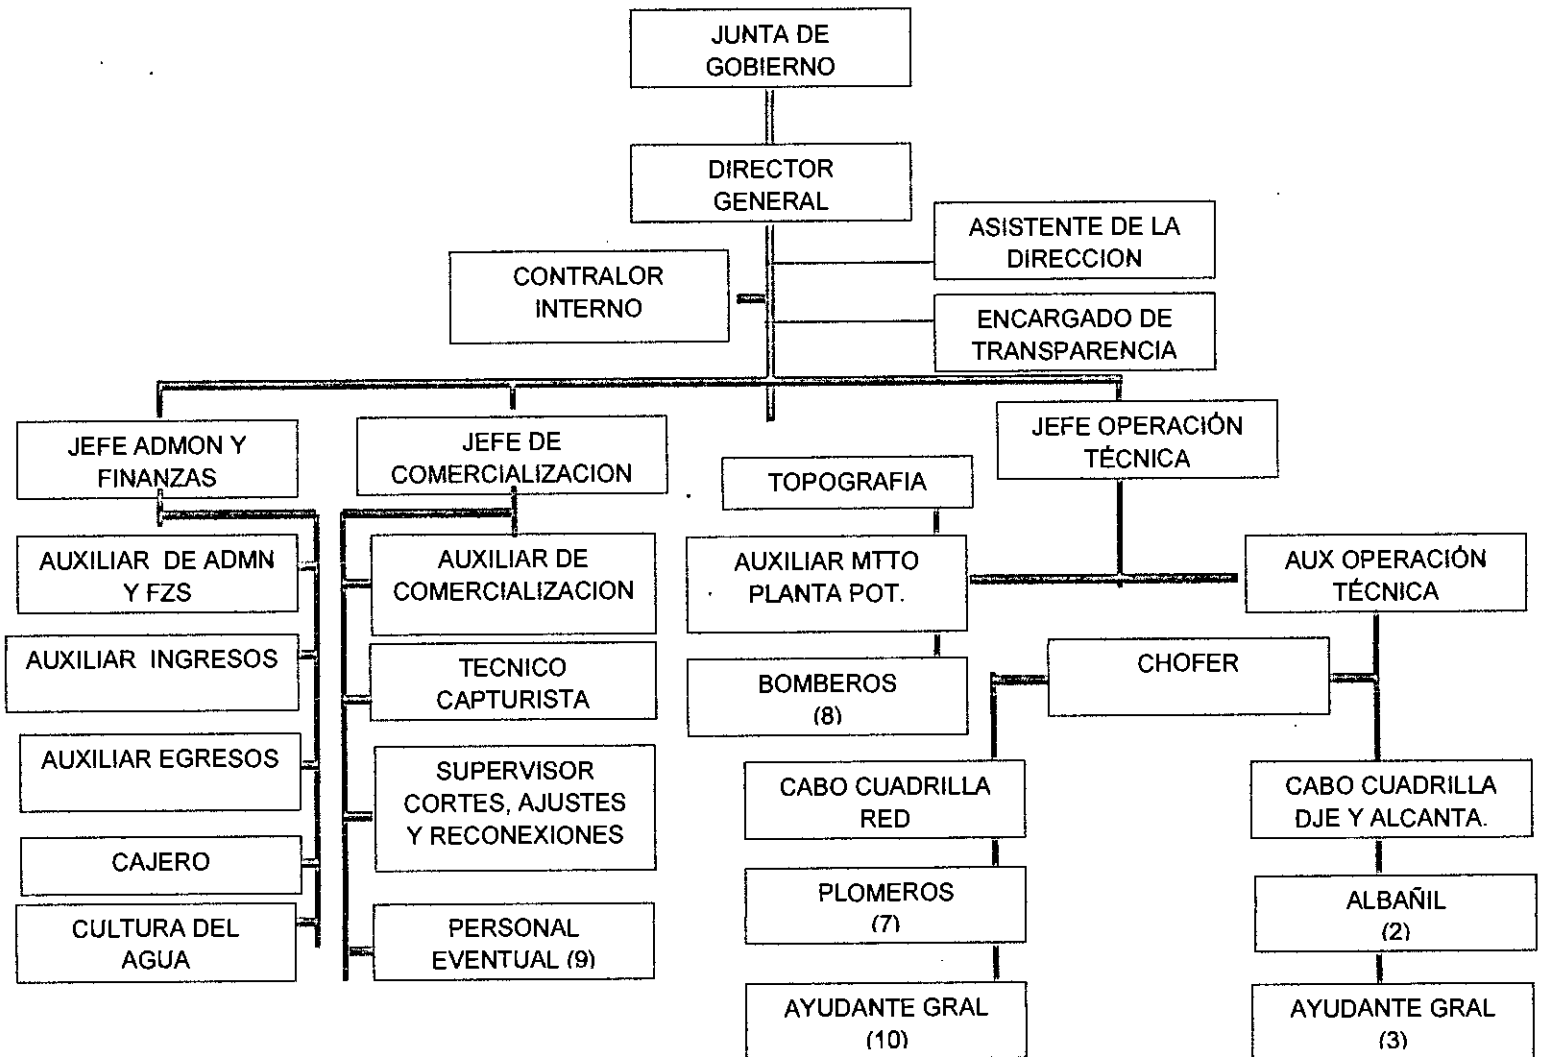 JUNTA DE
GOBIERNO
DIRECTOR
GENERAL
ASISTENTE DE LA
DIRECCION
CONTRALOR
INTERNO
ENCARGADO DE
TRANSPARENCIA
JEFE ADMON Y
FINANZAS
JEFE DE
COMERCIALIZACION
TOPOGRAFIA
JEFE OPERACIÓN
TÉCNICA
AUXILIAR DE ADMN
Y FZS
AUXILIAR INGRESOS
AUXILIAR EGRESOS
CAJERO
CULTURA DEL
AGUA
AUXILIAR DE
COMERCIALIZACION
TECNICO
CAPTURISTA
SUPERVISOR
CORTES, AJUSTES
Y RECONEXIONES
PERSONAL
EVENTUAL (9)
AUXILIAR MTTO
PLANTA POT.
BOMBEROS
(8)
AUX OPERACIÓN
TÉCNICA
CHOFER
CABO CUADRILLA
RED
PLOMEROS
(7)
AYUDANTE GRAL
(10)
CABO CUADRILLA
DJE Y ALCANTA.
ALBAÑIL
(2)
AYUDANTE GRAL
(3)